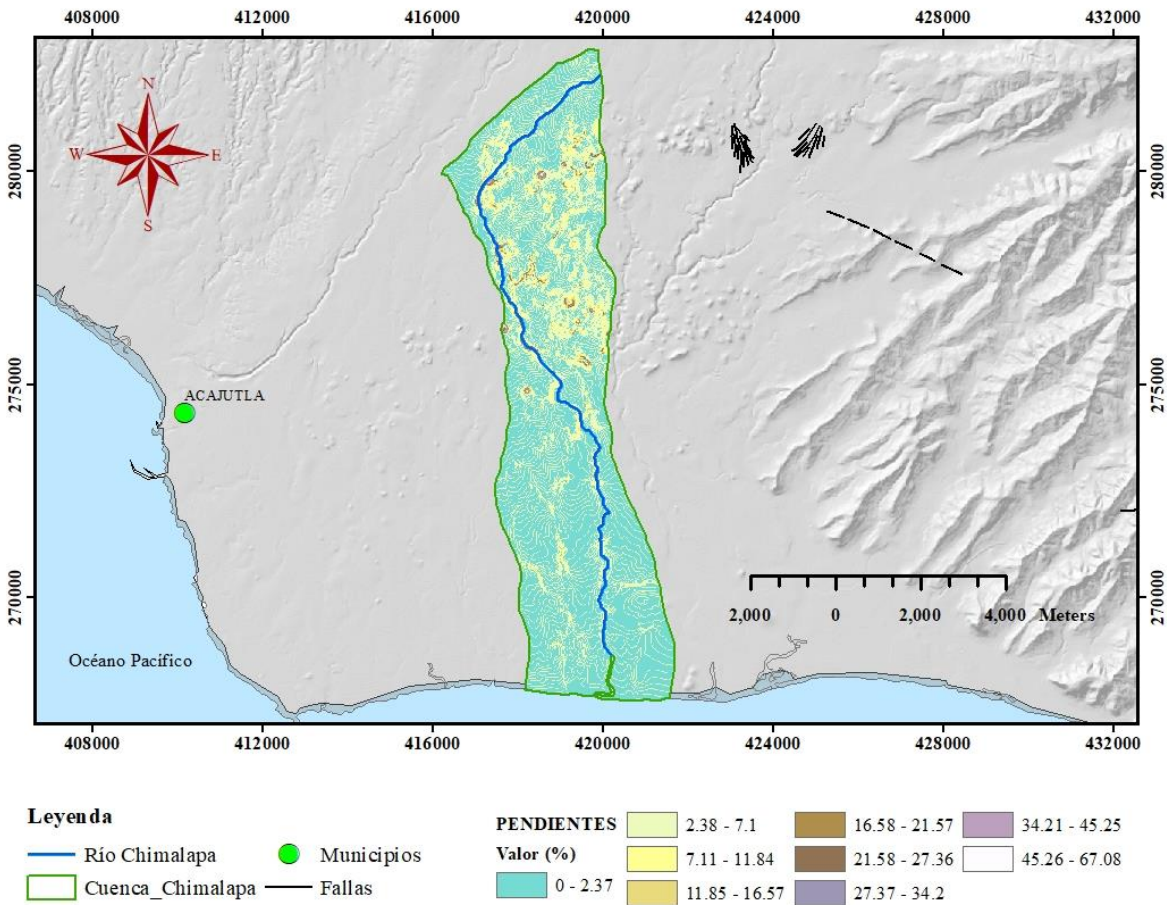 408000 412000 416000 420000 424000 428000 432000
N
W E
S
280000 280000
275000 275000
ACAJUTLA
270000 270000
2,000 0 2,000 4,000 Meters
Océano Pacífico
408000 412000 416000 420000 424000 428000 432000
Leyenda
Río Chimalapa
Municipios
Cuenca_Chimalapa
Fallas
PENDIENTES
Valor (%)
0 - 2.37
2.38 - 7.1
7.11 - 11.84
11.85 - 16.57
16.58 - 21.57
21.58 - 27.36
27.37 - 34.2
34.21 - 45.25
45.26 - 67.08